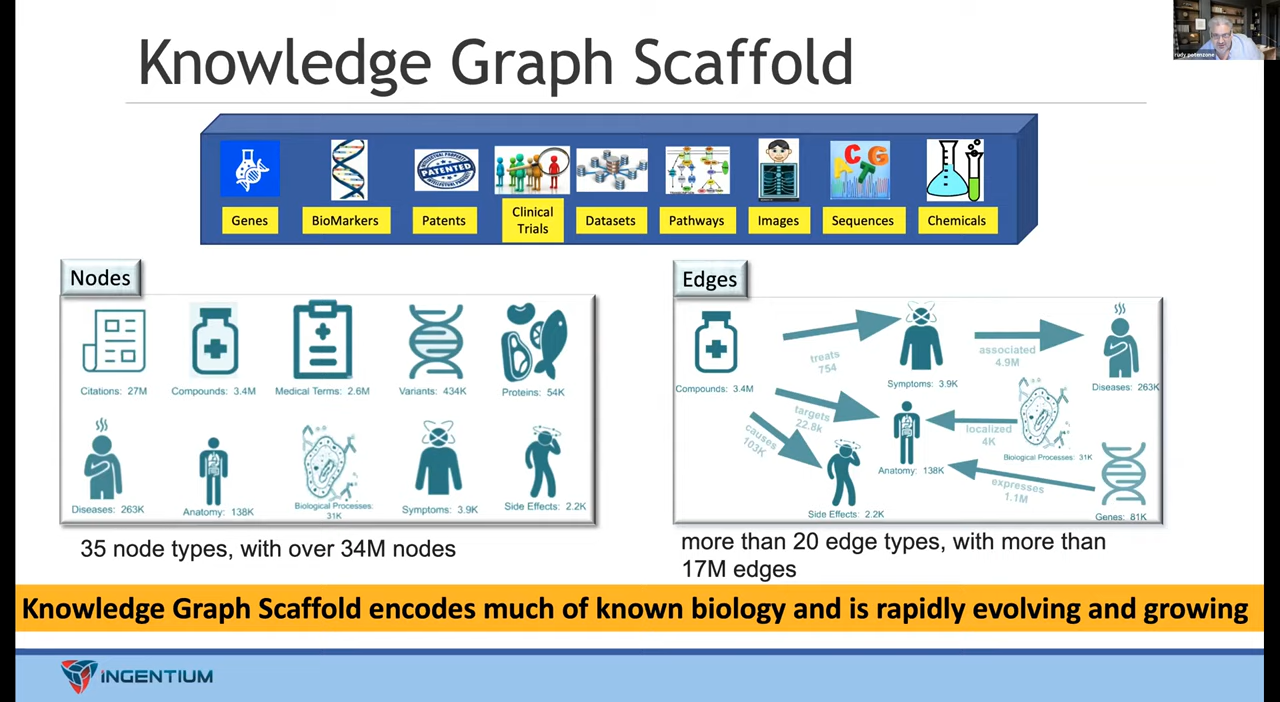 Knowledge Graph Scaffold
PATENTED
C G
A T
Genes
BioMarkers
Patents
Clinical
Trials
Datasets
Pathways
Images
Sequences
Chemicals
Nodes
Citations: 27M
Compounds: 3.4M
Medical Terms: 2.6M
Variants: 434K
Proteins: 54K
Diseases: 263K
Anatomy: 138K
Biological Processes:
31K
Symptoms: 3.9K
Side Effects: 2.2K
35 node types, with over 34M nodes
Edges
treats
754
associated
4.9M
Compounds: 3.4M
Symptoms: 3.9K
Diseases: 263K
targets
22.8k
causes
103K
localized
4K
Biological Processes: 31K
Anatomy: 138K
expresses
1.1M
Side Effects: 2.2K
Genes: 81K
more than 20 edge types, with more than
17M edges
Knowledge Graph Scaffold encodes much of known biology and is rapidly evolving and growing
INGENTIUM